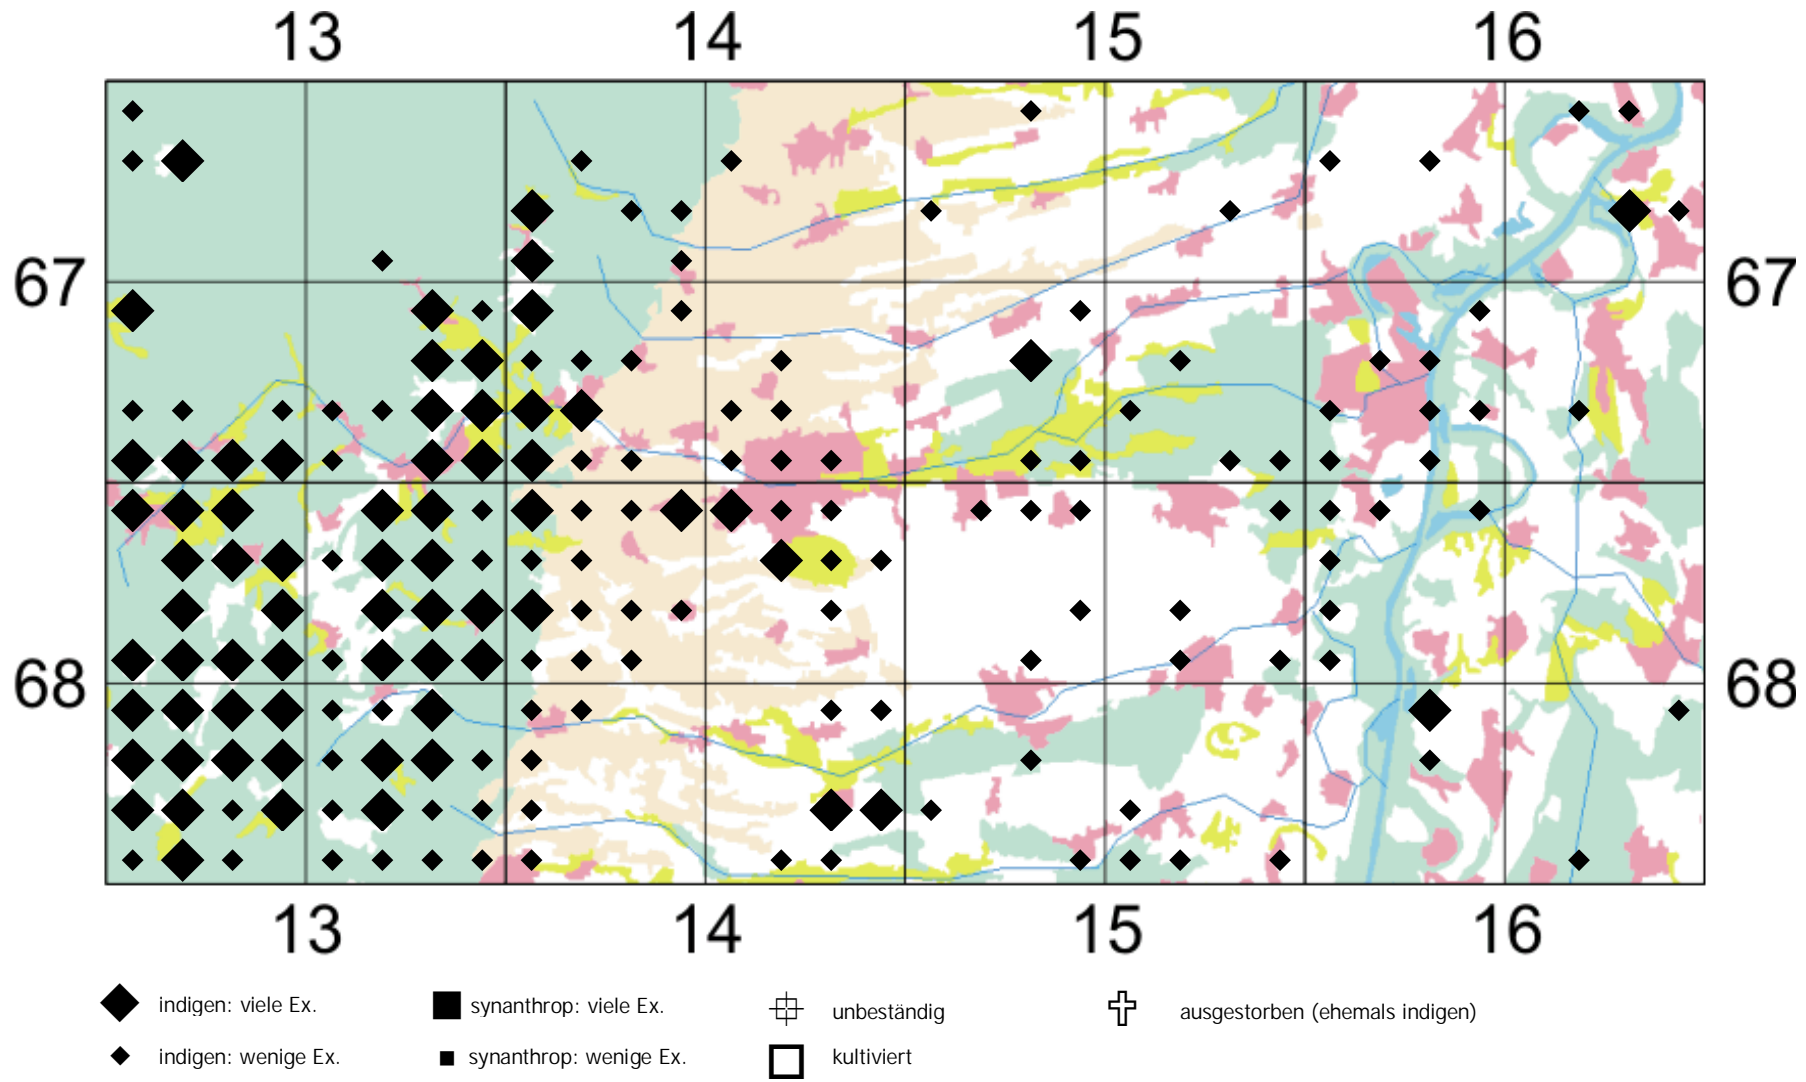 13 14 15 16
67 67
68 68
13 14 15 16
indigen: viele Ex. synanthrop: viele Ex. unbeständig ausgestorben (ehemals indigen)
indigen: wenige Ex. synanthrop: wenige Ex. kultiviert